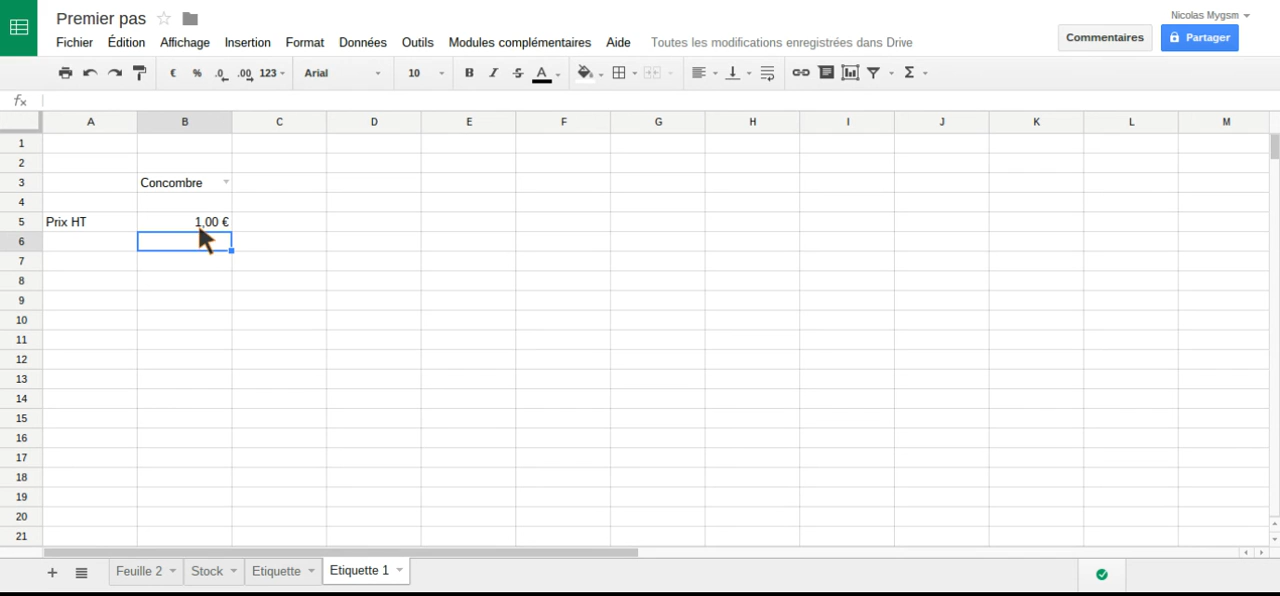 Premier pas
Nicolas Mygsm
Fichier Édition Affichage Insertion Format Données Outils Modules complémentaires Aide Toutes les modifications enregistrées dans Drive
Commentaires Partager
€ % .0 .00 123 Arial 10 B I S A Σ
fx
A B C D E F G H I J K L M
1
2
3 Concombre
4
5 Prix HT 1,00 €
6
7
8
9
10
11
12
13
14
15
16
17
18
19
20
21
+ Feuille 2 Stock Etiquette Etiquette 1